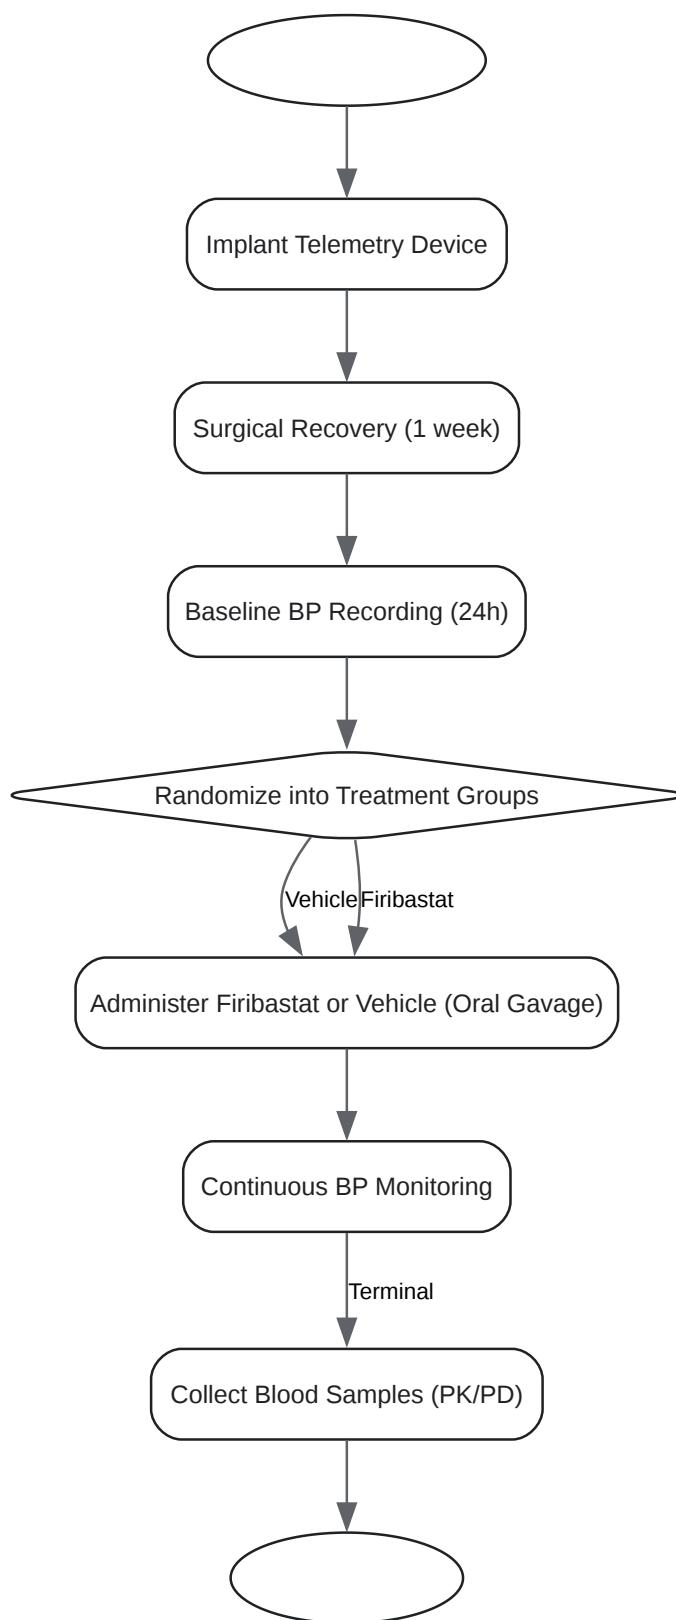 Implant Telemetry Device
Surgical Recovery (1 week)
Baseline BP Recording (24h)
Randomize into Treatment Groups
Vehicle
Firibastat
Administer Firibastat or Vehicle (Oral Gavage)
Continuous BP Monitoring
Terminal
Collect Blood Samples (PK/PD)